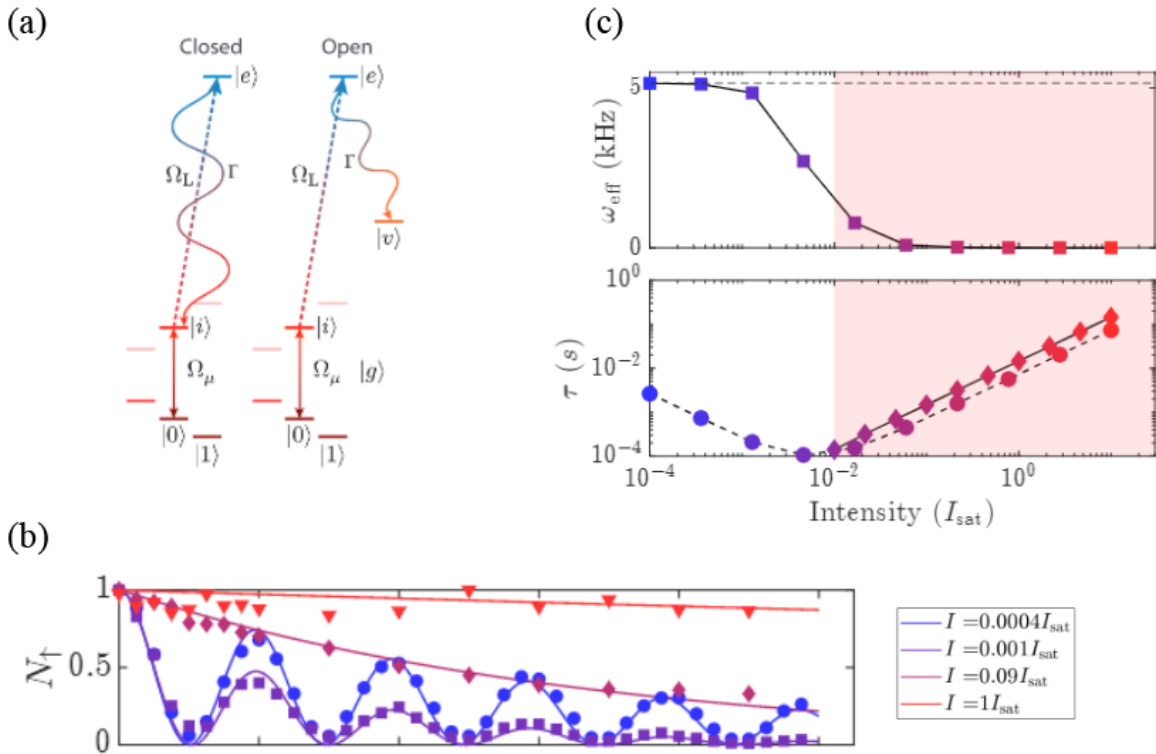 (a)
Closed Open
|e⟩ |e⟩
Ω_L Γ Ω_L Γ
|v⟩
|i⟩ |i⟩
Ω_μ Ω_μ |g⟩
|0⟩ |0⟩
|1⟩ |1⟩
(c)
5
0
ω_eff (kHz)
10^0
10^-2
10^-4
τ (s)
10^-4 10^-2 10^0
Intensity (I_sat)
(b)
1
0.5
0
N_↑
I =0.0004I_sat
I =0.001I_sat
I =0.09I_sat
I =1I_sat